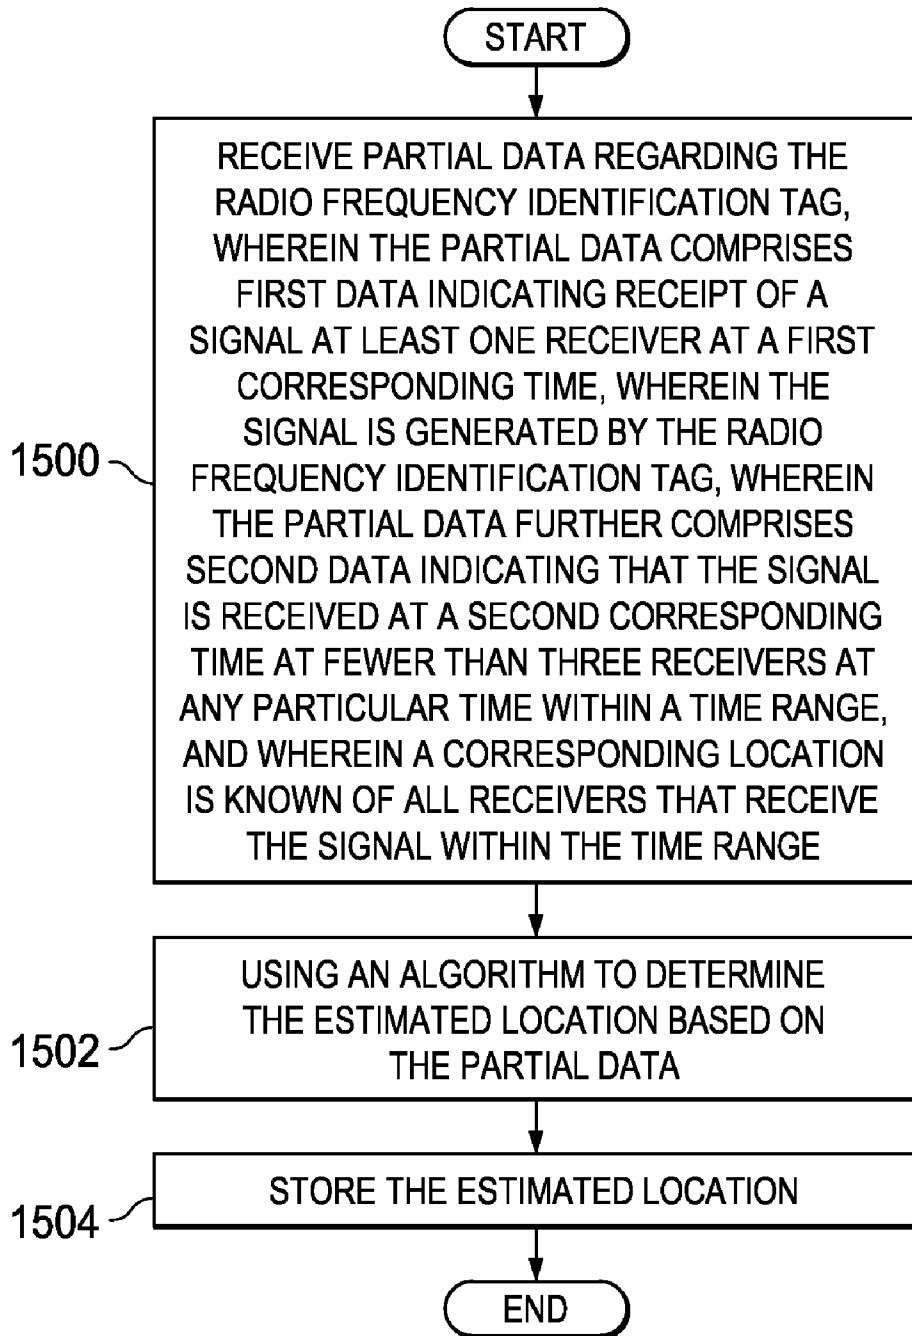 START
RECEIVE PARTIAL DATA REGARDING THE
RADIO FREQUENCY IDENTIFICATION TAG,
WHEREIN THE PARTIAL DATA COMPRISES
FIRST DATA INDICATING RECEIPT OF A
SIGNAL AT LEAST ONE RECEIVER AT A FIRST
CORRESPONDING TIME, WHEREIN THE
SIGNAL IS GENERATED BY THE RADIO
FREQUENCY IDENTIFICATION TAG, WHEREIN
THE PARTIAL DATA FURTHER COMPRISES
SECOND DATA INDICATING THAT THE SIGNAL
IS RECEIVED AT A SECOND CORRESPONDING
TIME AT FEWER THAN THREE RECEIVERS AT
ANY PARTICULAR TIME WITHIN A TIME RANGE,
AND WHEREIN A CORRESPONDING LOCATION
IS KNOWN OF ALL RECEIVERS THAT RECEIVE
THE SIGNAL WITHIN THE TIME RANGE
1500
USING AN ALGORITHM TO DETERMINE
THE ESTIMATED LOCATION BASED ON
THE PARTIAL DATA
1502
STORE THE ESTIMATED LOCATION
1504
END